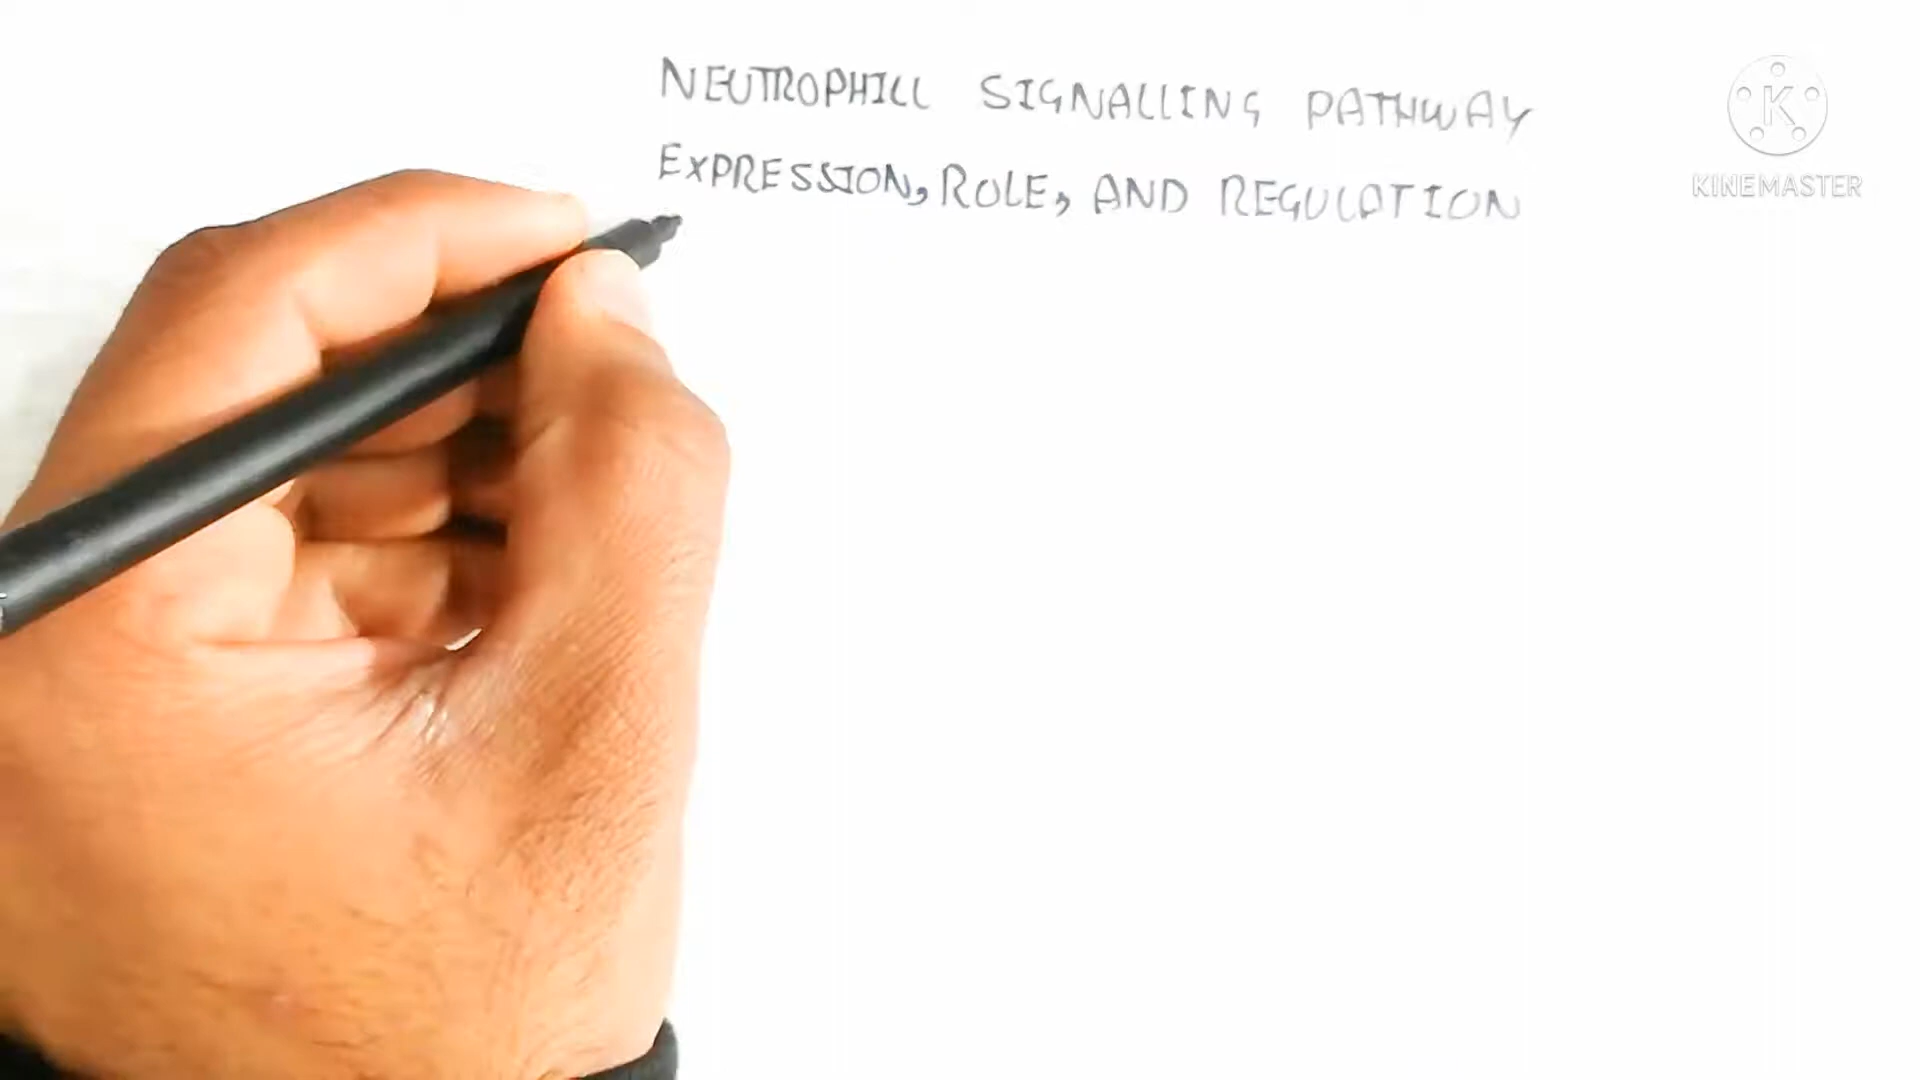 NEUTROPHILL SIGNALLING PATHWAY
EXPRESSION, ROLE, AND REGULATION
K
KINEMASTER